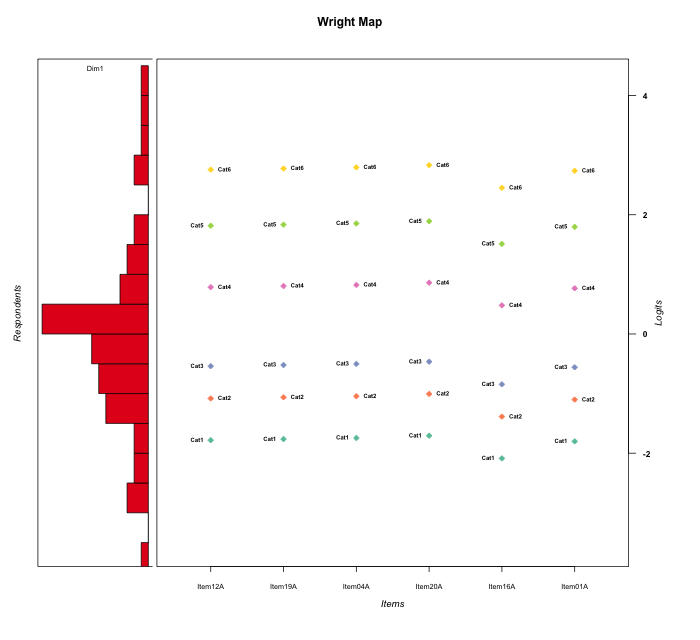 Wright Map
Dim1
4
Cat6 Cat6 Cat6 Cat6 Cat6 Cat6
2
Cat5 Cat5 Cat5 Cat5 Cat5 Cat5
Cat4 Cat4 Cat4 Cat4 Cat4 Cat4
Respondents
Logits
0
Cat3 Cat3 Cat3 Cat3 Cat3 Cat3
Cat2 Cat2 Cat2 Cat2 Cat2 Cat2
-2
Cat1 Cat1 Cat1 Cat1 Cat1 Cat1
Item12A Item19A Item04A Item20A Item16A Item01A
Items